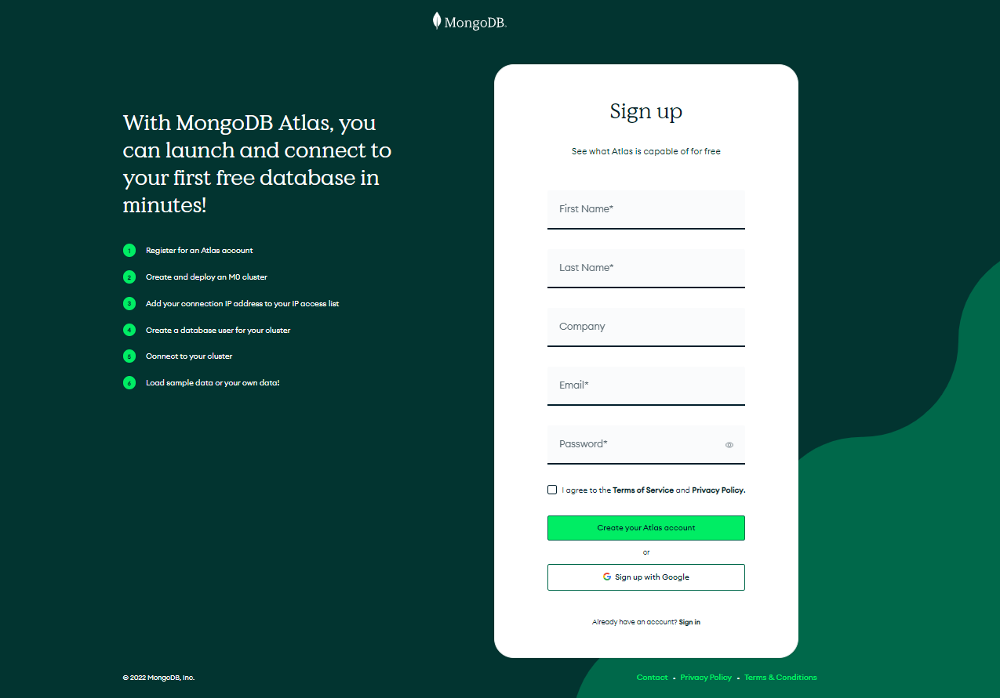 MongoDB.
With MongoDB Atlas, you
can launch and connect to
your first free database in
minutes!
1 Register for an Atlas account
2 Create and deploy an M0 cluster
3 Add your connection IP address to your IP access list
4 Create a database user for your cluster
5 Connect to your cluster
6 Load sample data or your own data!
Sign up
See what Atlas is capable of for free
First Name*
Last Name*
Company
Email*
Password*
I agree to the Terms of Service and Privacy Policy.
Create your Atlas account
or
Sign up with Google
Already have an account? Sign in
© 2022 MongoDB, Inc.
Contact • Privacy Policy • Terms & Conditions